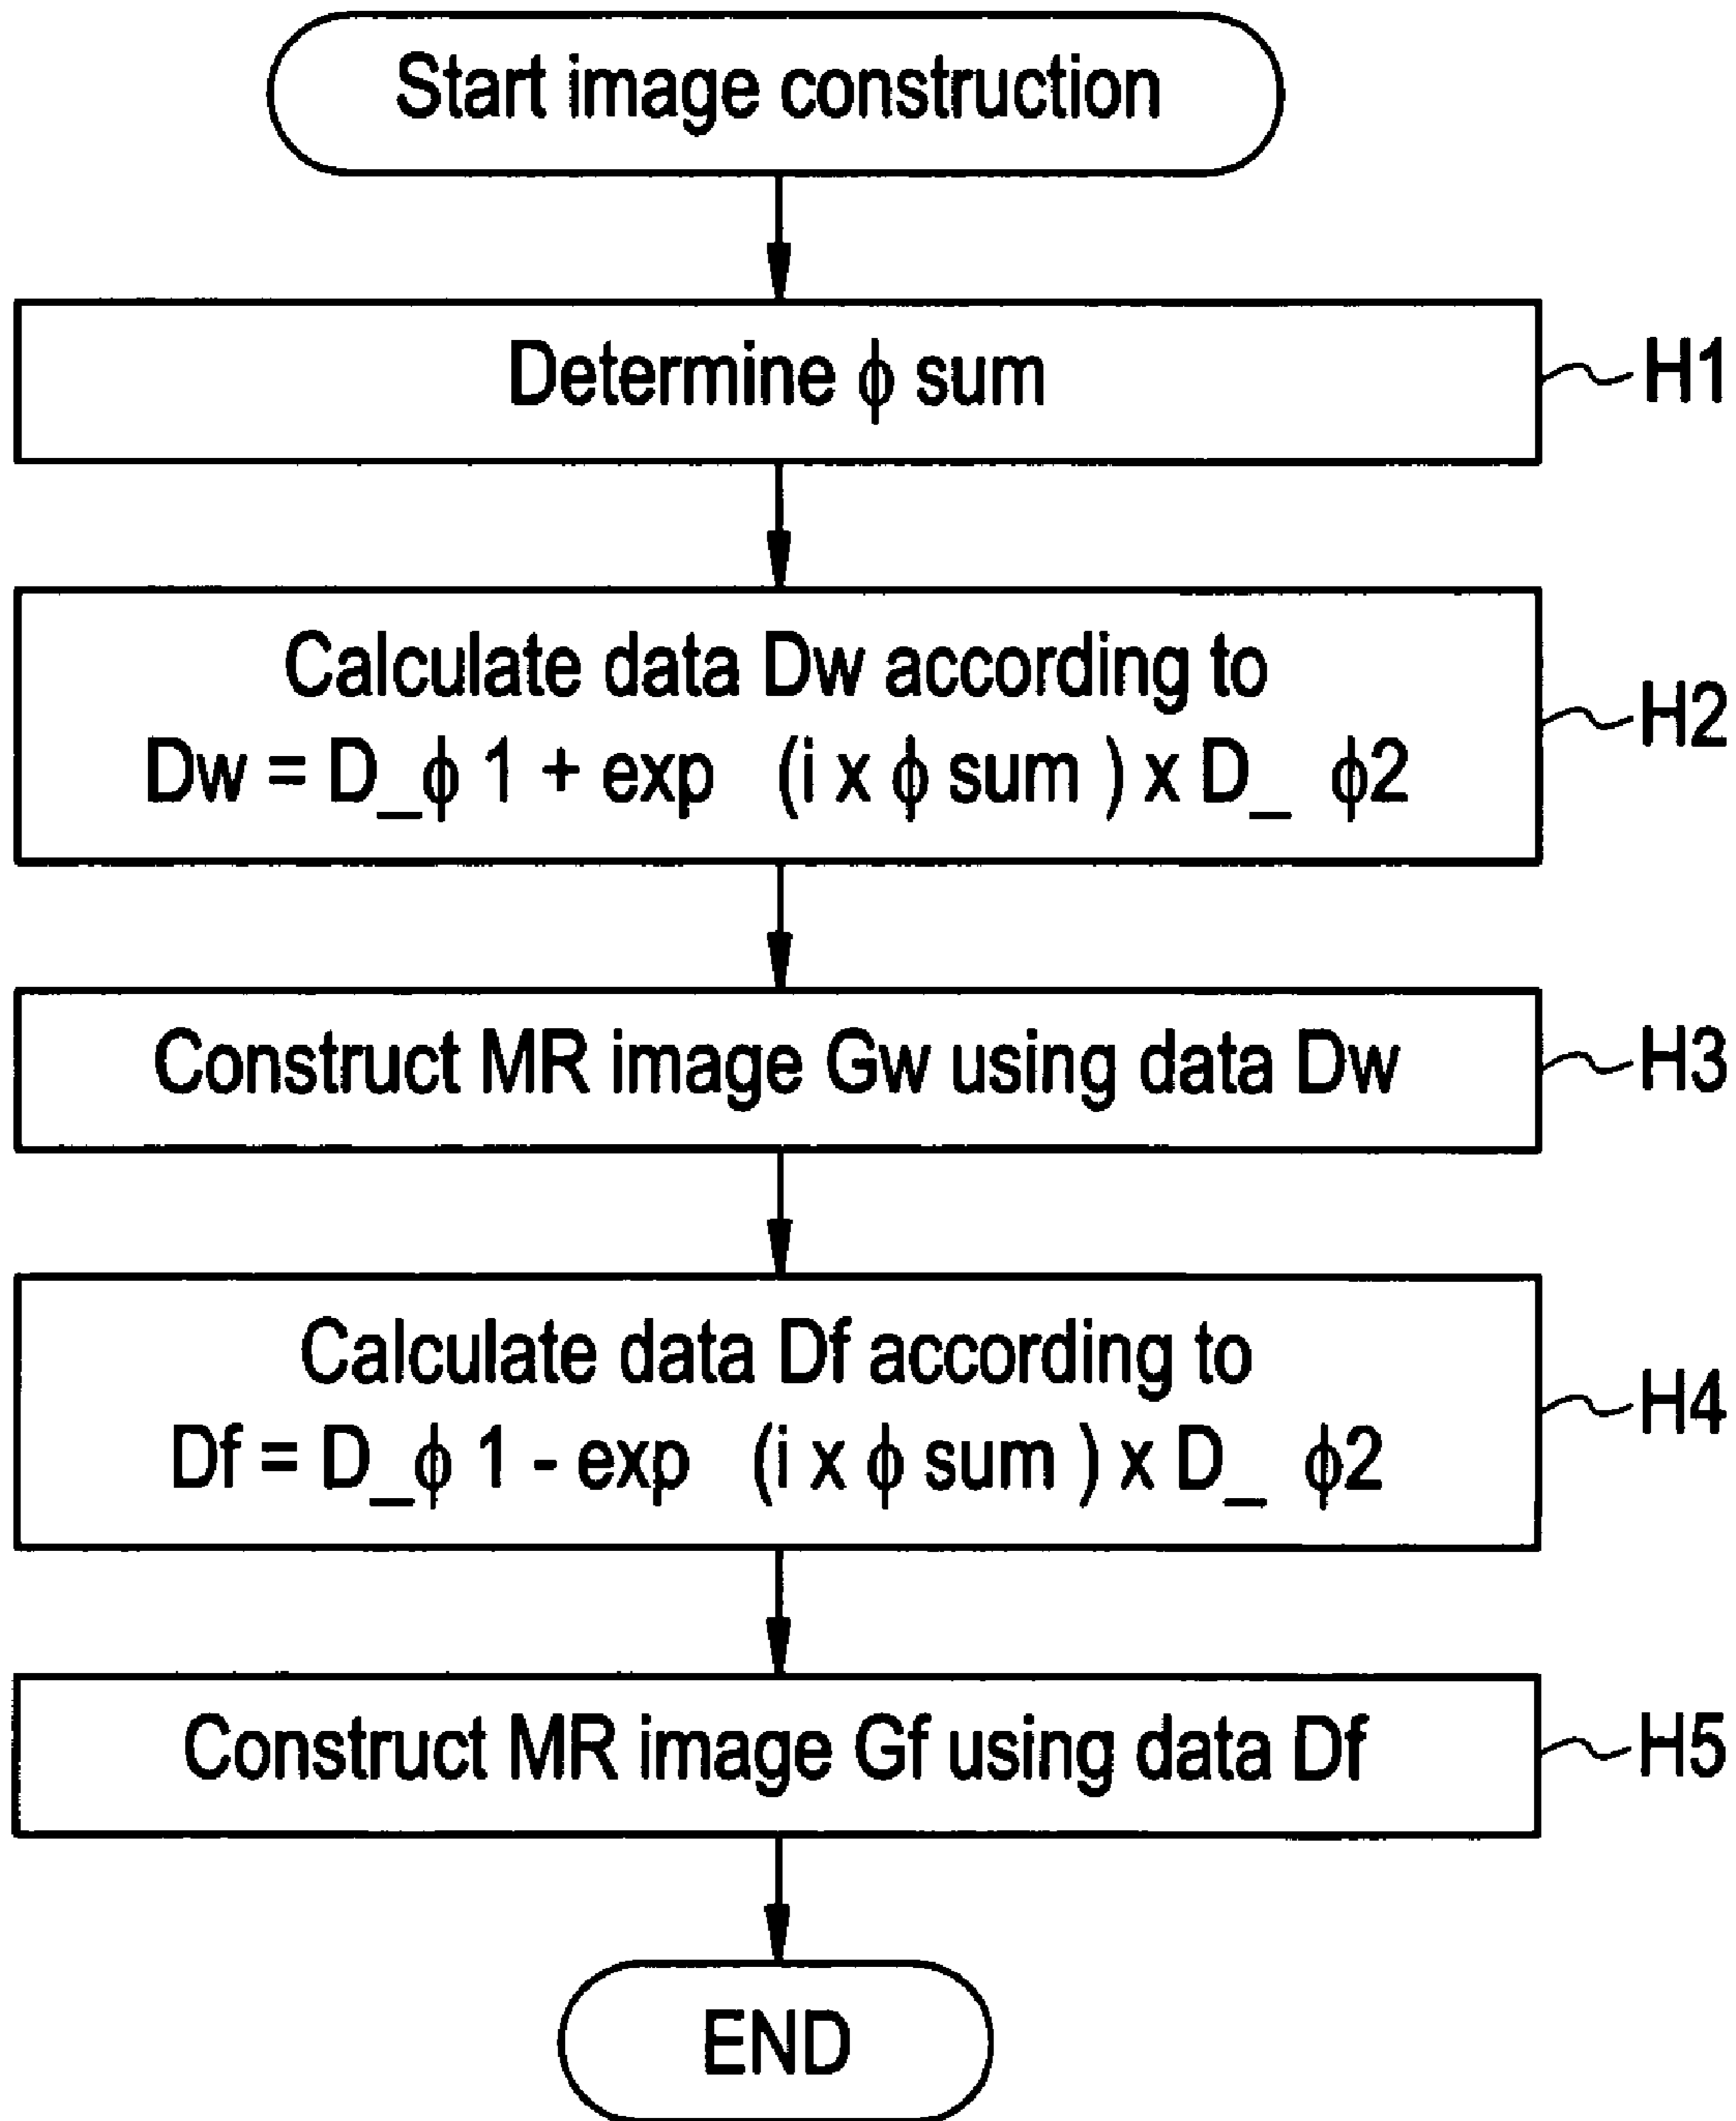 Start image construction
Determine ϕ sum
H1
Calculate data Dw according to
Dw = D_ϕ 1 + exp (i x ϕ sum ) x D_ ϕ2
H2
Construct MR image Gw using data Dw
H3
Calculate data Df according to
Df = D_ϕ 1 - exp (i x ϕ sum ) x D_ ϕ2
H4
Construct MR image Gf using data Df
H5
END